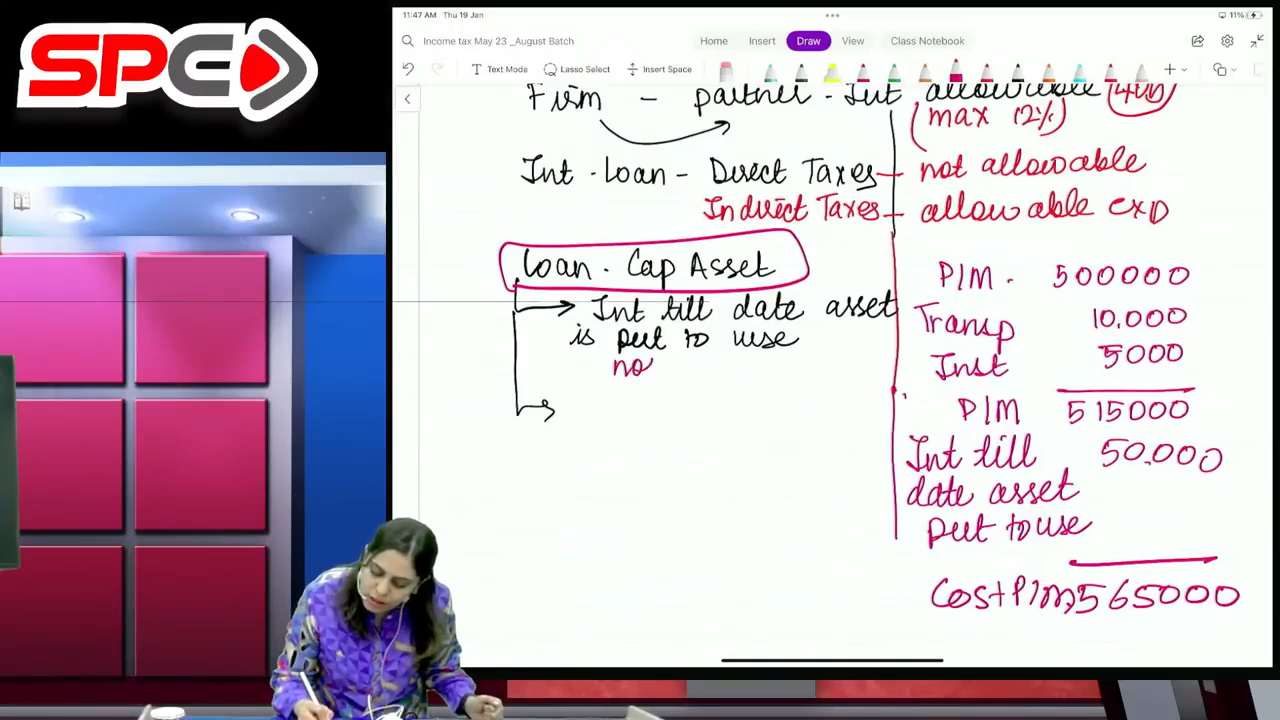 SPC
11:47 AM Thu 19 Jan
11%
Income tax May 23 _August Batch
Home Insert Draw View Class Notebook
Text Mode Lasso Select Insert Space
Firm - partner - Int allowable 40b
(max 12%)
Int - loan - Direct Taxes - not allowable
Indirect Taxes - allowable exp
Loan - Cap Asset
Int till date asset
is put to use
no
P/M - 500000
Transp 10,000
Inst 5000
P/M 515000
Int till 50,000
date asset
put to use
Cost P/M 565000